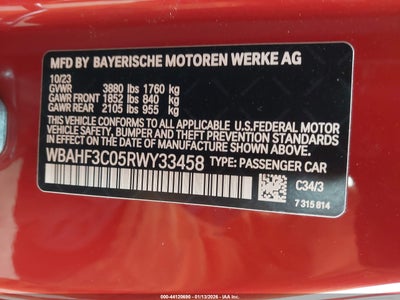 MFD BY BAYERISCHE MOTOREN WERKE AG
10/23
GVWR 3880 lbs 1760 kg
GAWR FRONT 1852 lbs 840 kg
GAWR REAR 2105 lbs 955 kg
THIS VEHICLE CONFORMS TO ALL APPLICABLE
U.S.FEDERAL MOTOR VEHICLE SAFETY,
BUMPER AND THEFT PREVENTION STANDARDS
IN EFFECT ON THE DATE OF
MANUFACTURE SHOWN ABOVE.
WBAHF3C05RWY33458 TYPE: PASSENGER CAR
C34/3
7 315 814
000-44120690 - 01/13/2026 - IAA Inc.